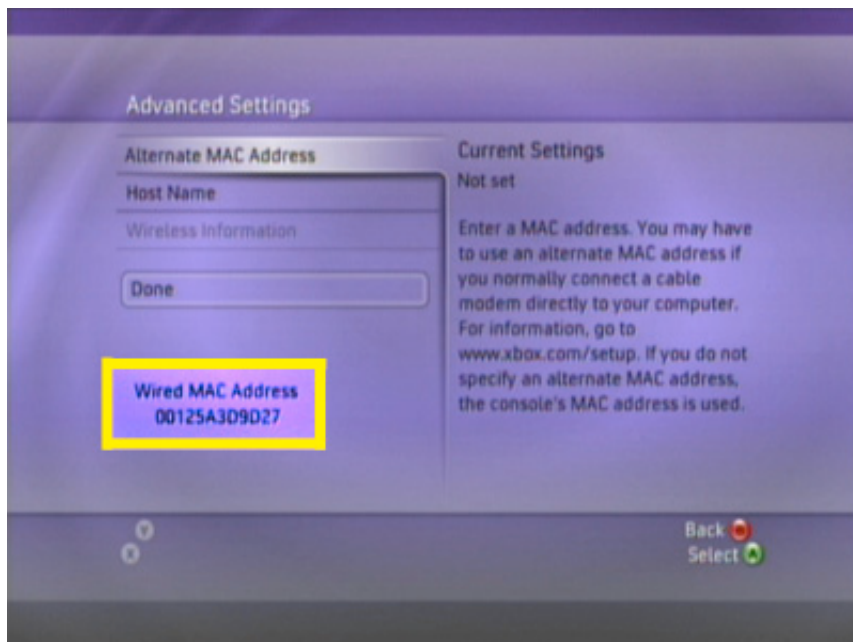 Advanced Settings
Alternate MAC Address
Host Name
Wireless Information
Done
Wired MAC Address
00125A3D9D27
Current Settings
Not set
Enter a MAC address. You may have
to use an alternate MAC address if
you normally connect a cable
modem directly to your computer.
For information, go to
www.xbox.com/setup. If you do not
specify an alternate MAC address,
the console's MAC address is used.
Y
X
Back B
Select A